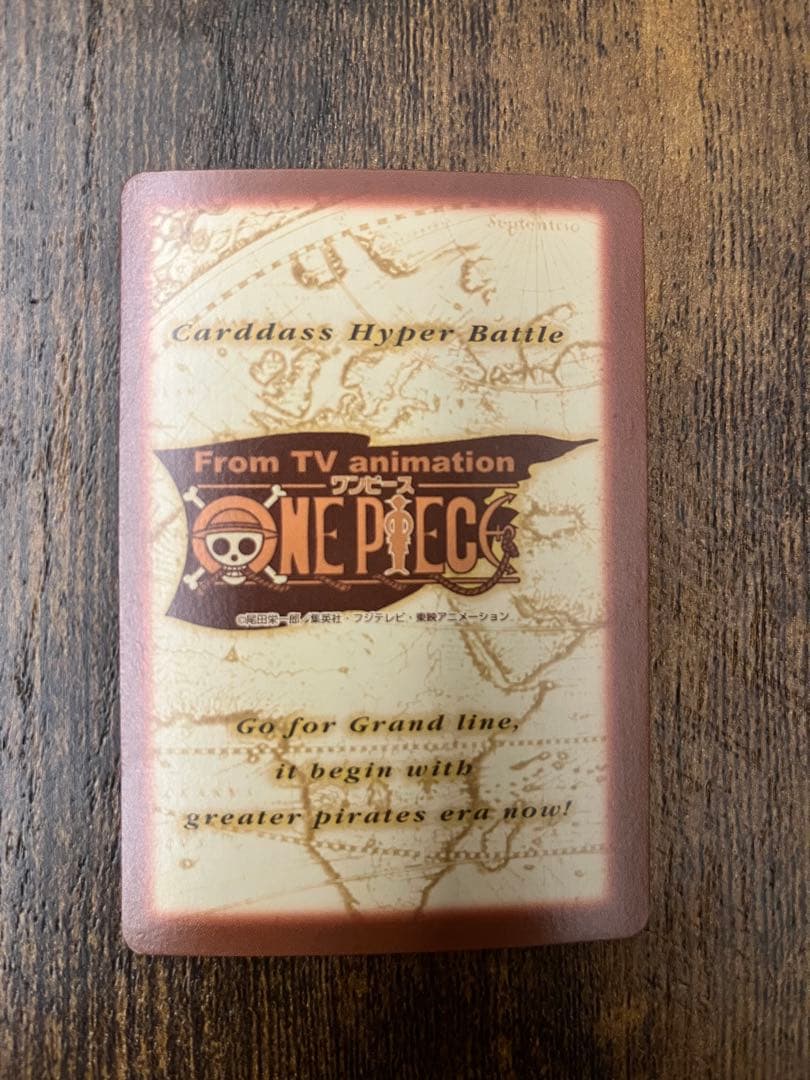 Septentrio
Carddass Hyper Battle
From TV animation
ワンピース
ONE PIECE
©尾田栄一郎/集英社・フジテレビ・東映アニメーション
Go for Grand line,
it begin with
greater pirates era now!